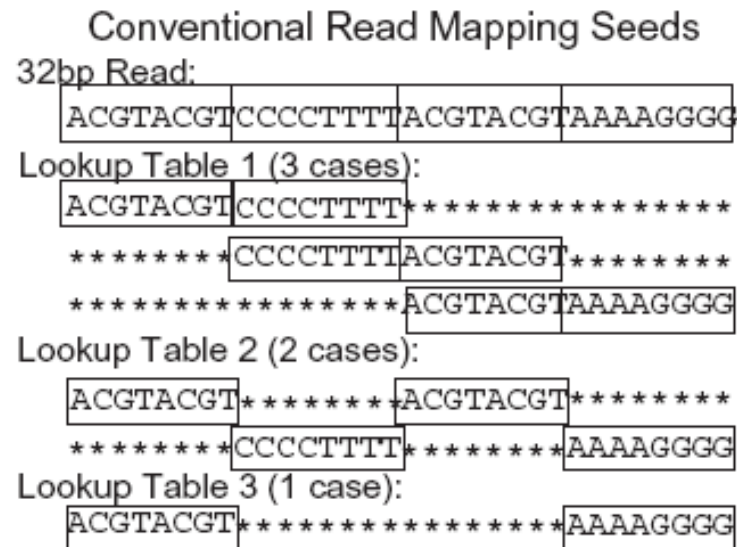 Conventional Read Mapping Seeds
32bp Read:
ACGTACGTCCCCTTTTACGTACGTAAAAGGGG
Lookup Table 1 (3 cases):
ACGTACGTCCCCTTTT****************
********CCCCTTTTACGTACGT********
****************ACGTACGTAAAAGGGG
Lookup Table 2 (2 cases):
ACGTACGT********ACGTACGT********
********CCCCTTTT********AAAAGGGG
Lookup Table 3 (1 case):
ACGTACGT****************AAAAGGGG